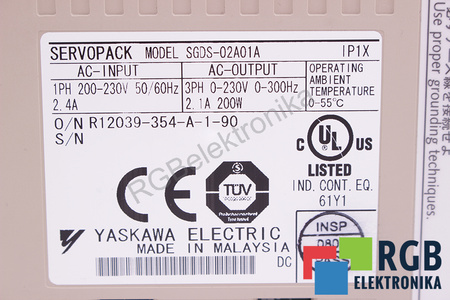 SERVOPACK MODEL SGDS-02A01A IP1X
AC-INPUT AC-OUTPUT OPERATING
1PH 200-230V 50/60Hz 3PH 0-230V 0-300Hz AMBIENT
2.4A 2.1A 200W TEMPERATURE
0-55°C
O/N R12039-354-A-1-90
S/N
C UL US
LISTED
IND. CONT. EQ.
61Y1
CE
TÜV
YASKAWA ELECTRIC
MADE IN MALAYSIA
DC
INSP
RGBelektronika
RGB
ELEKTRONIKA
Use proper grounding techniques.